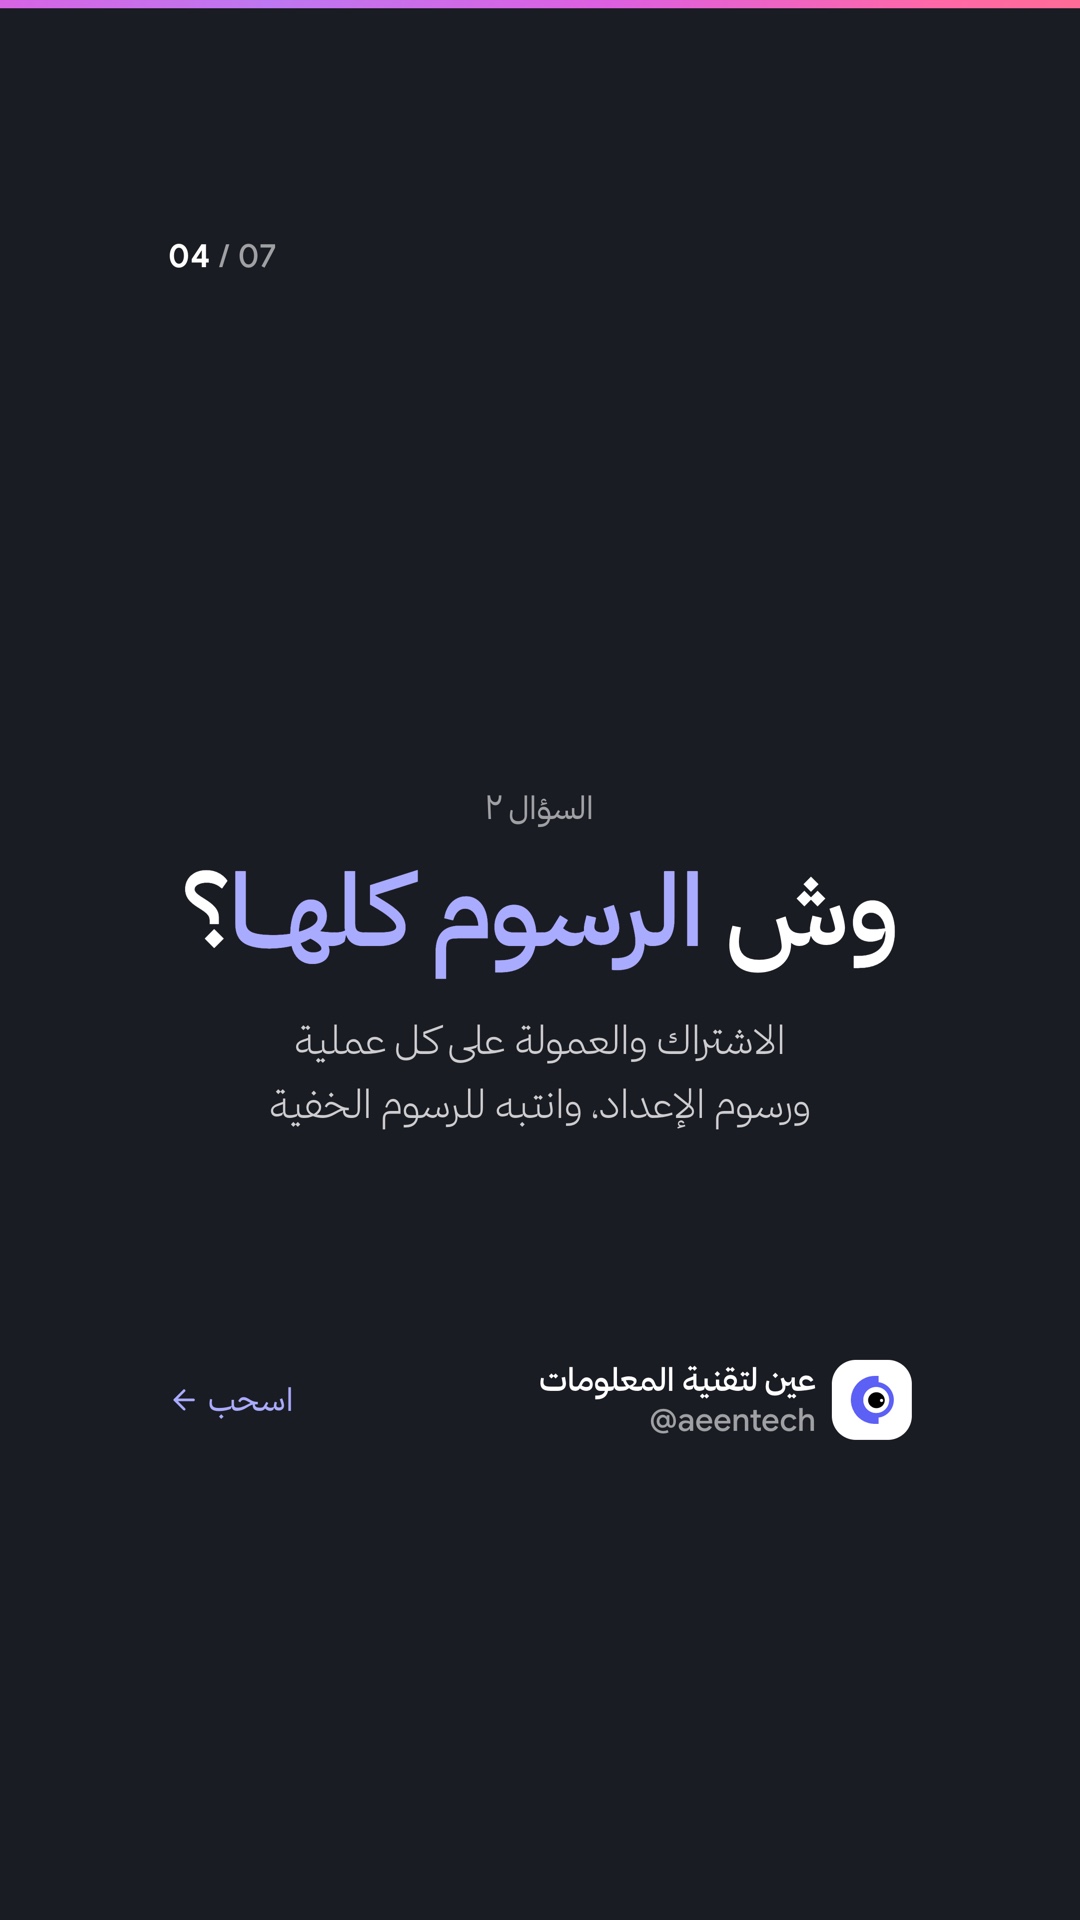 04 / 07
السؤال ٢
وش الرسوم كلها؟
الاشتراك والعمولة على كل عملية
ورسوم الإعداد، وانتبه للرسوم الخفية
عين لتقنية المعلومات
@aeentech
اسحب ←